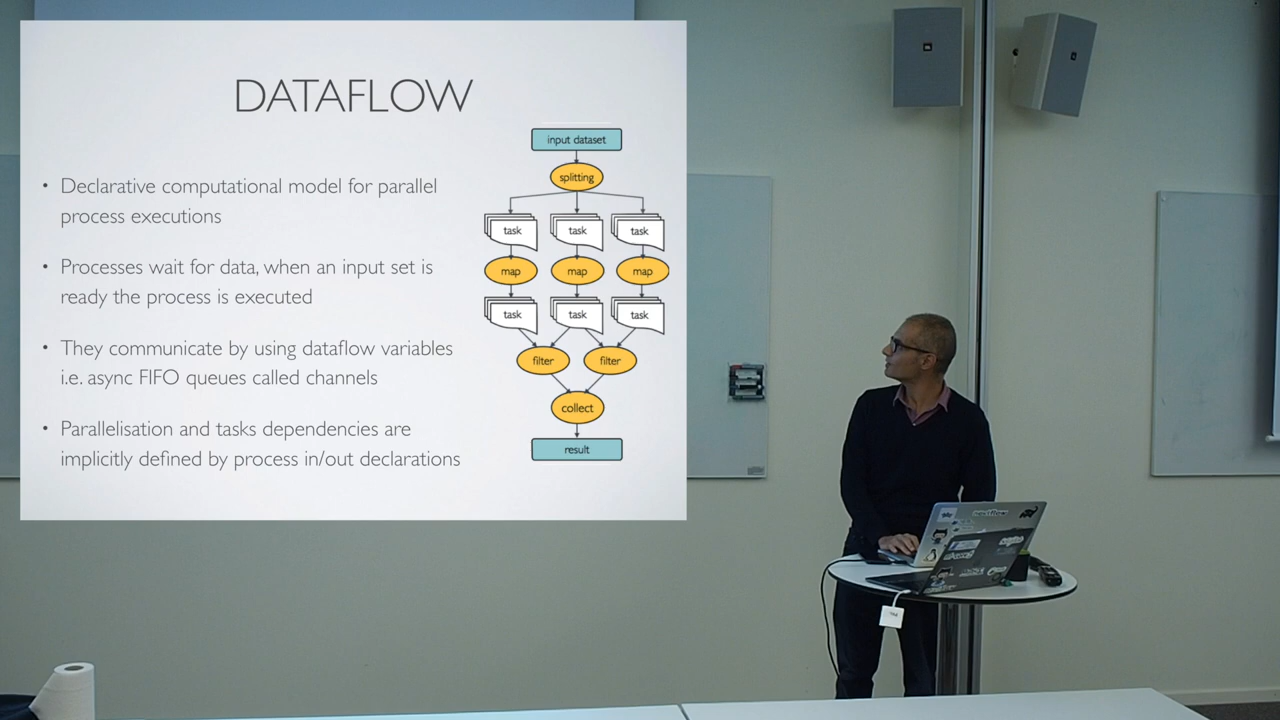 DATAFLOW
• Declarative computational model for parallel
process executions
• Processes wait for data, when an input set is
ready the process is executed
• They communicate by using dataflow variables
i.e. async FIFO queues called channels
• Parallelisation and tasks dependencies are
implicitly defined by process in/out declarations
input dataset
splitting
task task task
map map map
task task task
filter filter
collect
result
nextflow
JBL